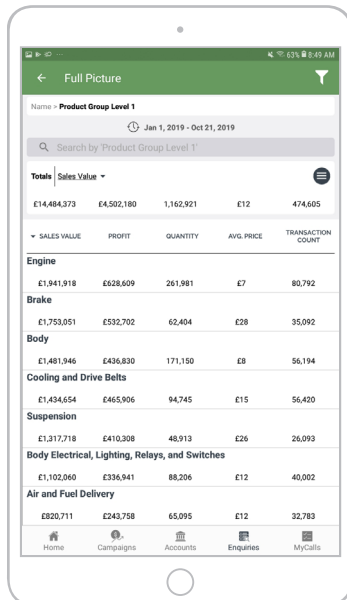 63% 8:49 AM
Full Picture
Name > Product Group Level 1
Jan 1, 2019 - Oct 21, 2019
Search by 'Product Group Level 1'
Totals Sales Value
£14,484,373 £4,502,180 1,162,921 £12 474,605
SALES VALUE PROFIT QUANTITY AVG. PRICE TRANSACTION COUNT
Engine
£1,941,918 £628,609 261,981 £7 80,792
Brake
£1,753,051 £532,702 62,404 £28 35,092
Body
£1,481,946 £436,830 171,150 £8 56,194
Cooling and Drive Belts
£1,434,654 £465,906 94,745 £15 56,420
Suspension
£1,317,718 £410,308 48,913 £26 26,093
Body Electrical, Lighting, Relays, and Switches
£1,102,060 £336,941 88,206 £12 40,002
Air and Fuel Delivery
£820,711 £243,758 65,095 £12 32,783
Home Campaigns Accounts Enquiries MyCalls